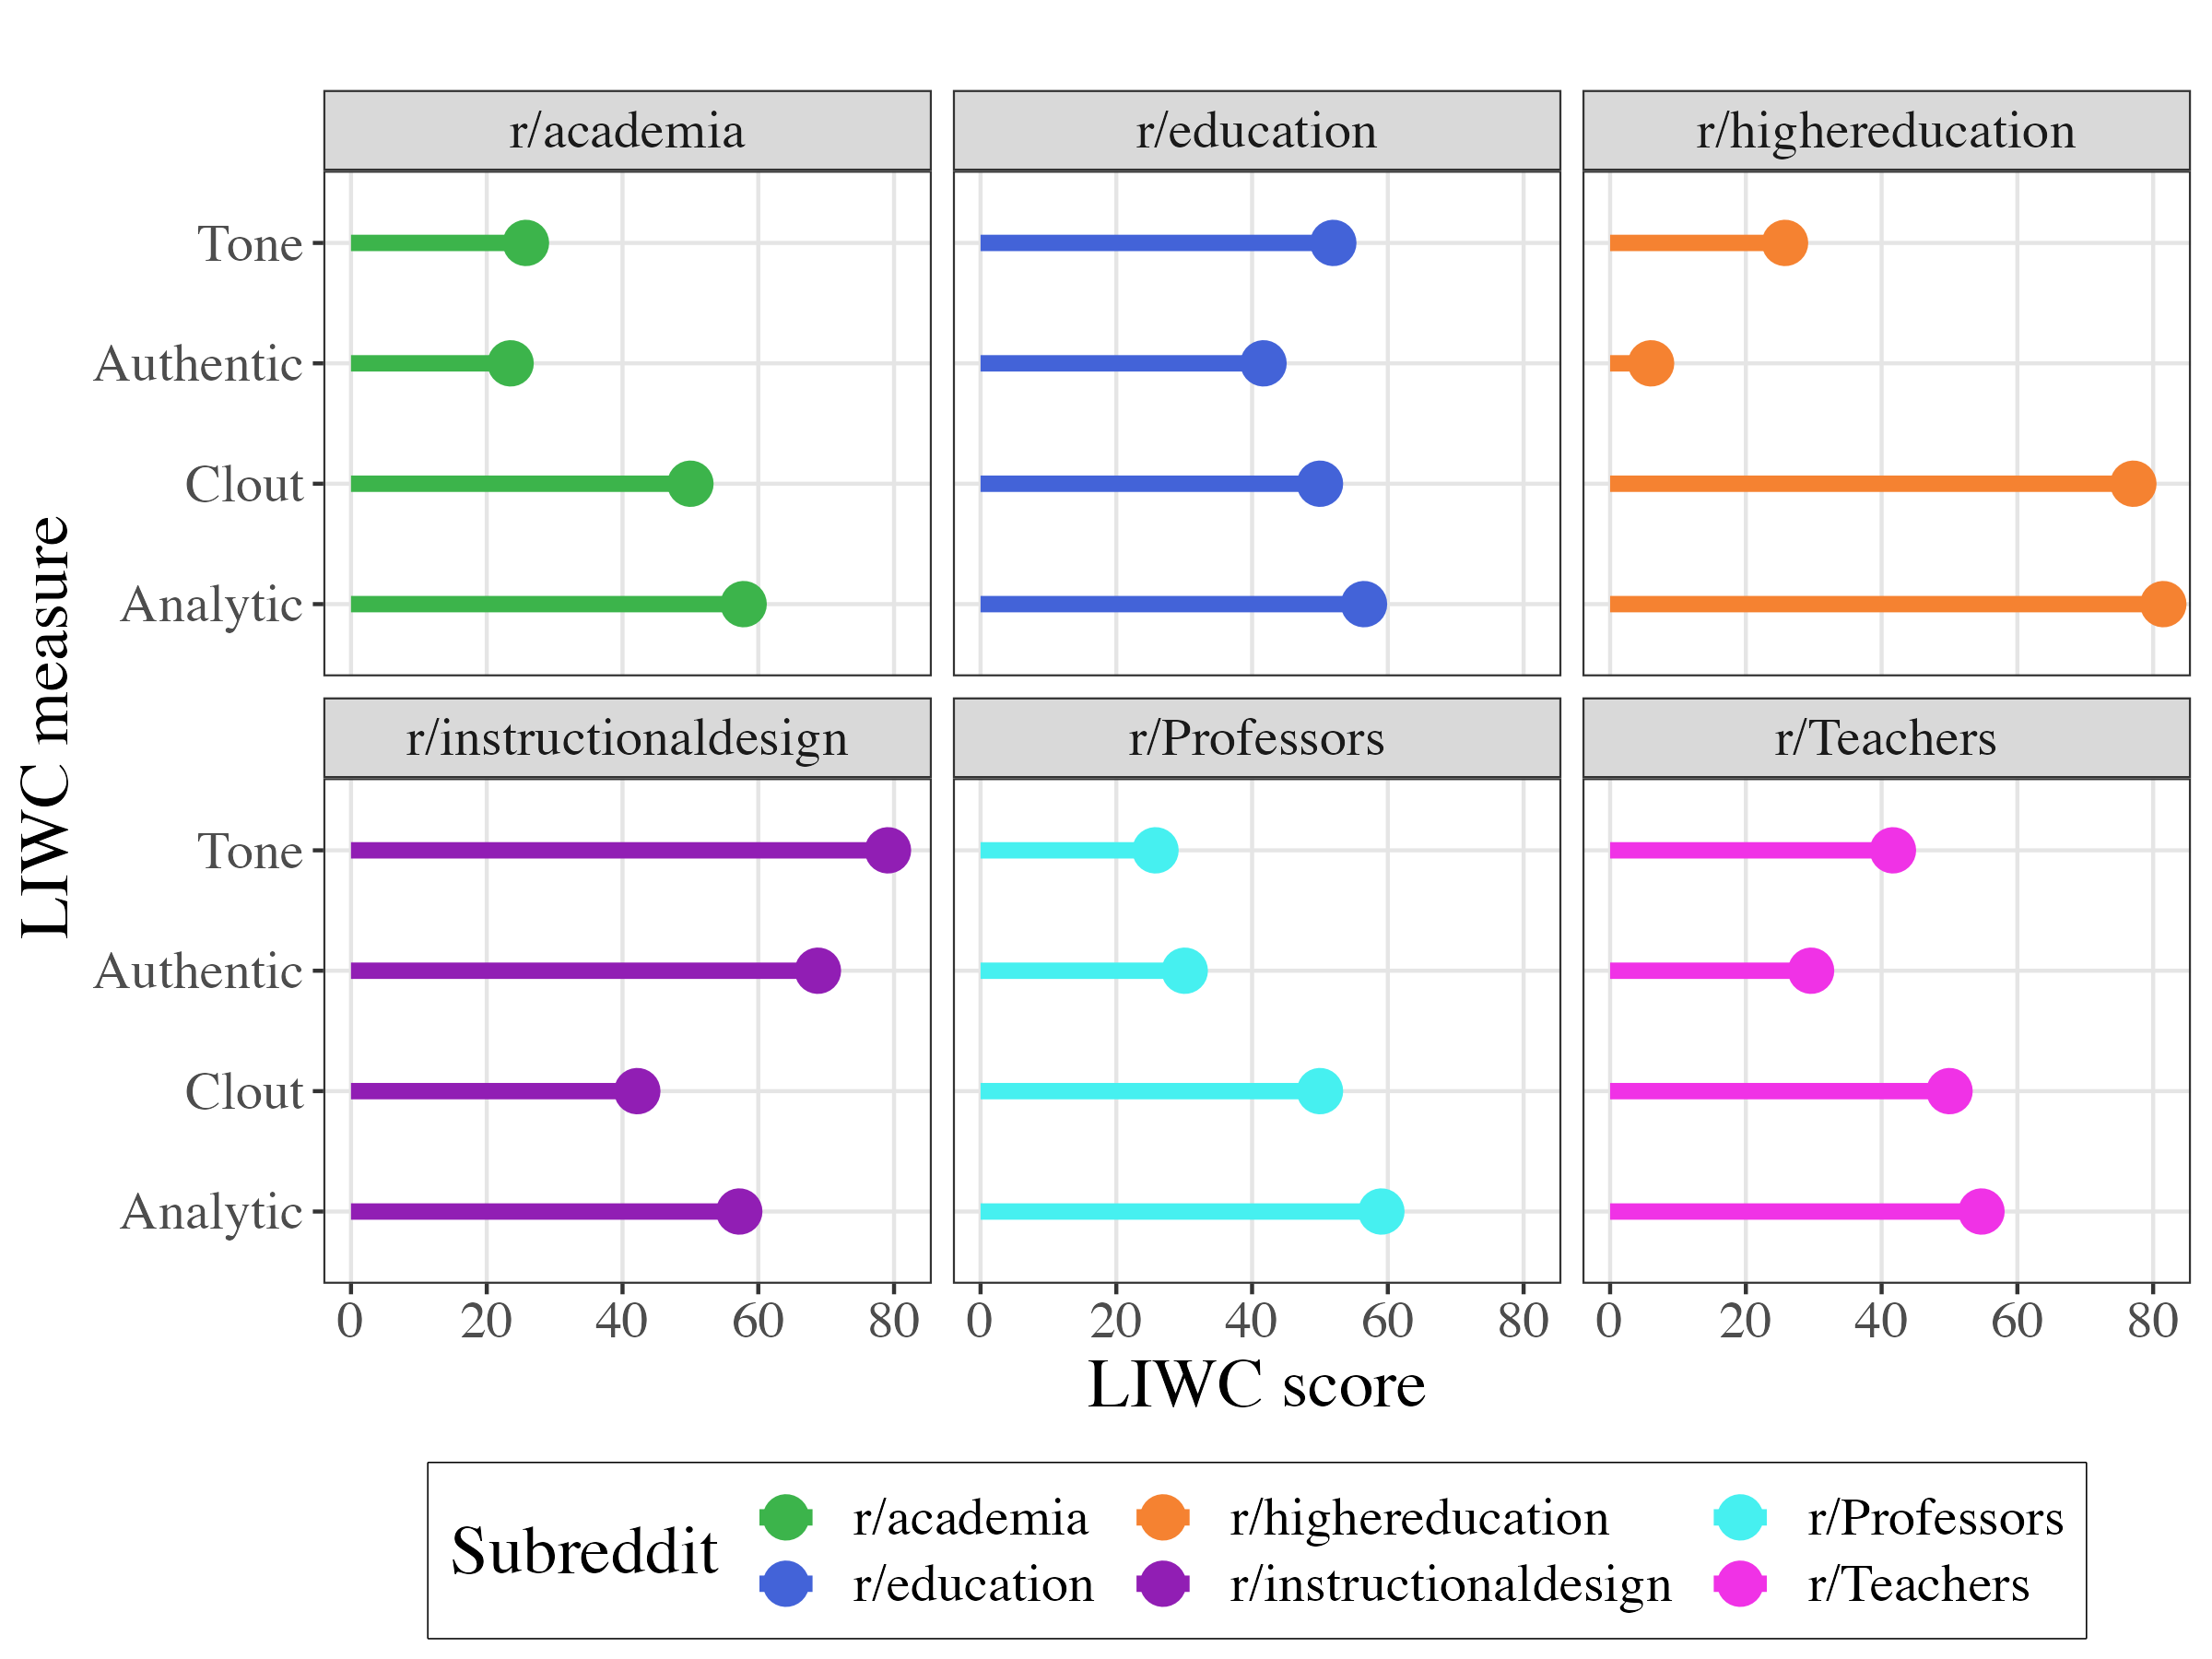 r/academia
r/education
r/highereducation
Tone
Authentic
Clout
Analytic
r/instructionaldesign
r/Professors
r/Teachers
Tone
Authentic
Clout
Analytic
LIWC measure
0 20 40 60 80
0 20 40 60 80
0 20 40 60 80
LIWC score
Subreddit
r/academia
r/education
r/highereducation
r/instructionaldesign
r/Professors
r/Teachers